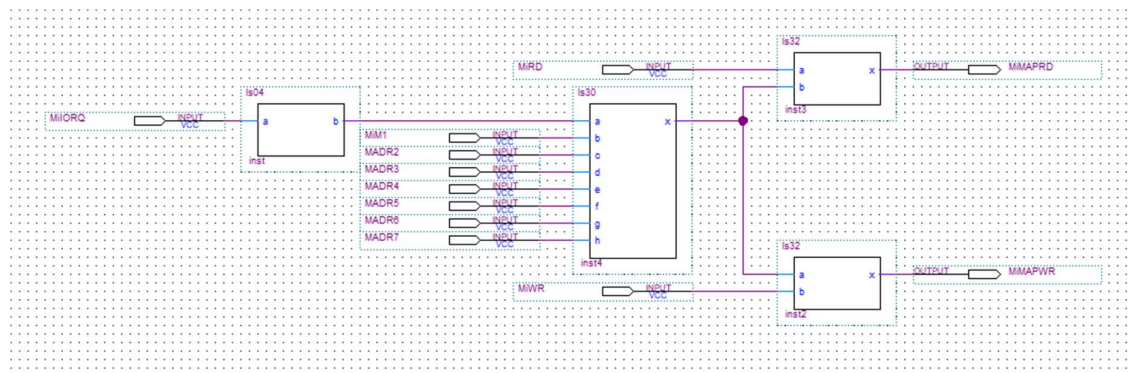 ls32
MiRD
INPUT
VCC
a
x
OUTPUT
MiMAPRD
b
inst3
ls04
MiIORQ
INPUT
VCC
a
b
inst
ls30
a
x
MiM1
INPUT
VCC
b
MADR2
INPUT
VCC
c
MADR3
INPUT
VCC
d
MADR4
INPUT
VCC
e
MADR5
INPUT
VCC
f
MADR6
INPUT
VCC
g
MADR7
INPUT
VCC
h
inst4
ls32
a
x
OUTPUT
MiMAPWR
MiWR
INPUT
VCC
b
inst2